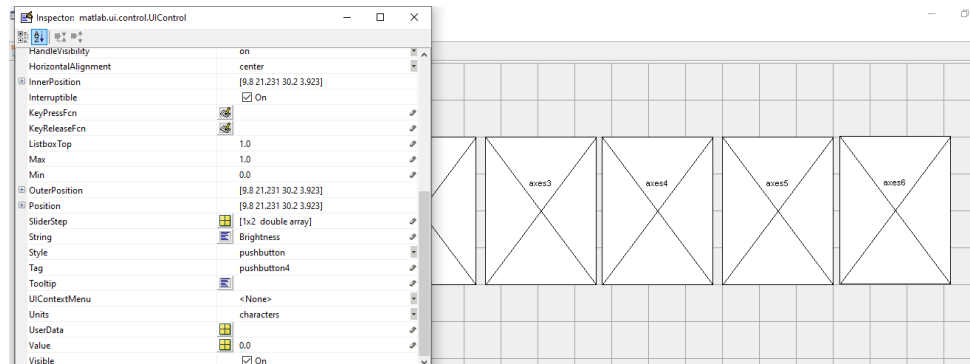 Inspector: matlab.ui.control.UIControl
HandleVisibility on
HorizontalAlignment center
InnerPosition [9.8 21.231 30.2 3.923]
Interruptible On
KeyPressFcn
KeyReleaseFcn
ListboxTop 1.0
Max 1.0
Min 0.0
OuterPosition [9.8 21.231 30.2 3.923]
Position [9.8 21.231 30.2 3.923]
SliderStep [1x2 double array]
String Brightness
Style pushbutton
Tag pushbutton4
Tooltip
UIContextMenu <None>
Units characters
UserData
Value 0.0
Visible On
axes3 axes4 axes5 axes6